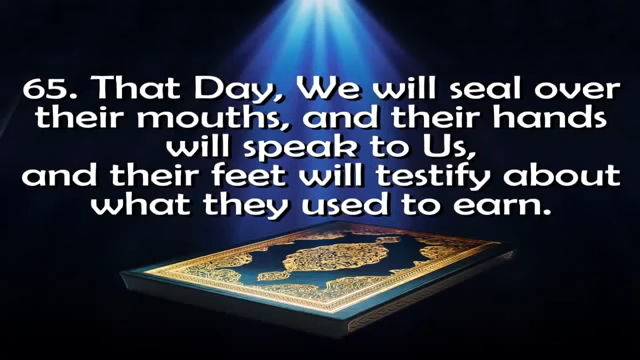 65. That Day, We will seal over
their mouths, and their hands
will speak to Us,
and their feet will testify about
what they used to earn.